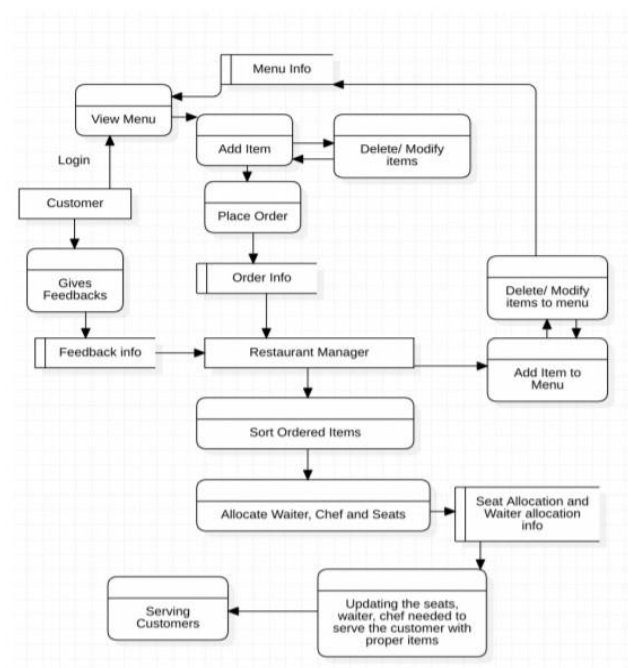 Menu Info
View Menu
Add Item
Delete/ Modify
items
Login
Customer
Place Order
Gives
Feedbacks
Order Info
Delete/ Modify
items to menu
Feedback info
Restaurant Manager
Add Item to
Menu
Sort Ordered Items
Allocate Waiter, Chef and Seats
Seat Allocation and
Waiter allocation
info
Serving
Customers
Updating the seats,
waiter, chef needed to
serve the customer with
proper items